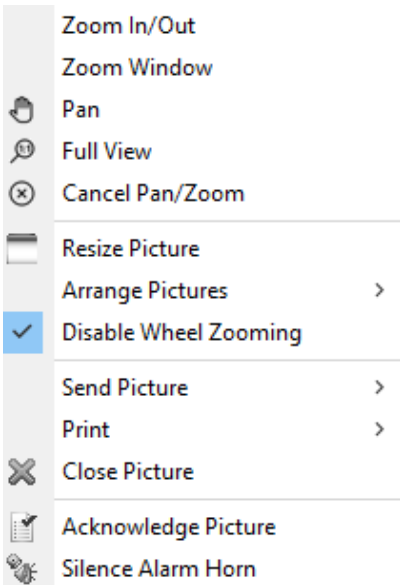 Zoom In/Out
Zoom Window
Pan
Full View
Cancel Pan/Zoom
Resize Picture
Arrange Pictures
Disable Wheel Zooming
Send Picture
Print
Close Picture
Acknowledge Picture
Silence Alarm Horn